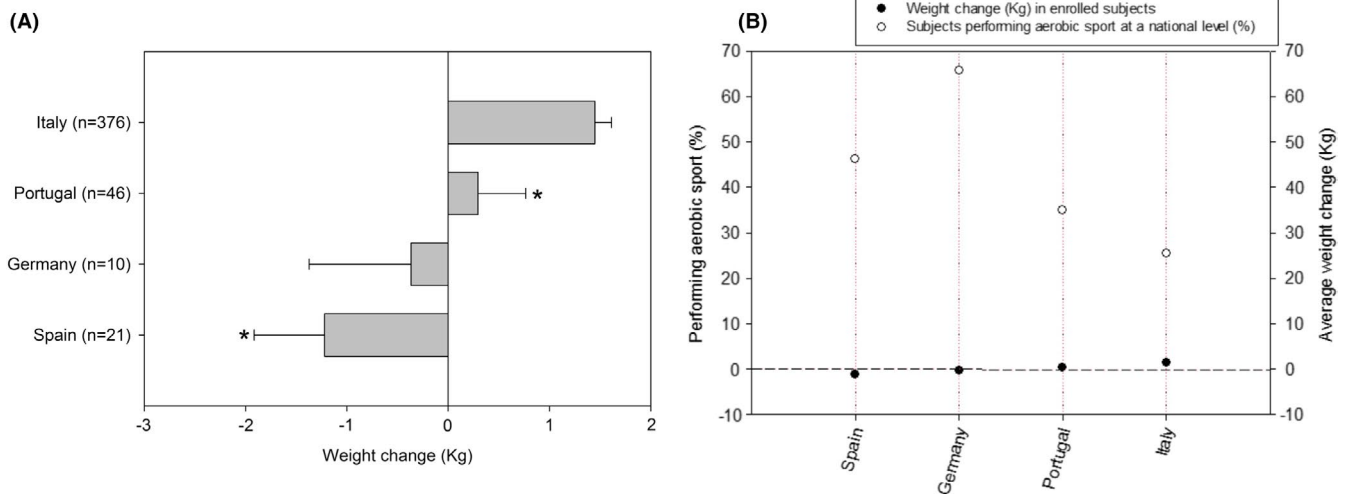 (A)
Italy (n=376)
Portugal (n=46)
*
Germany (n=10)
Spain (n=21)
*
-3
-2
-1
0
1
2
Weight change (Kg)
(B)
Weight change (Kg) in enrolled subjects
Subjects performing aerobic sport at a national level (%)
Performing aerobic sport (%)
70
60
50
40
30
20
10
0
-10
70
60
50
40
30
20
10
0
-10
Average weight change (Kg)
Spain
Germany
Portugal
Italy